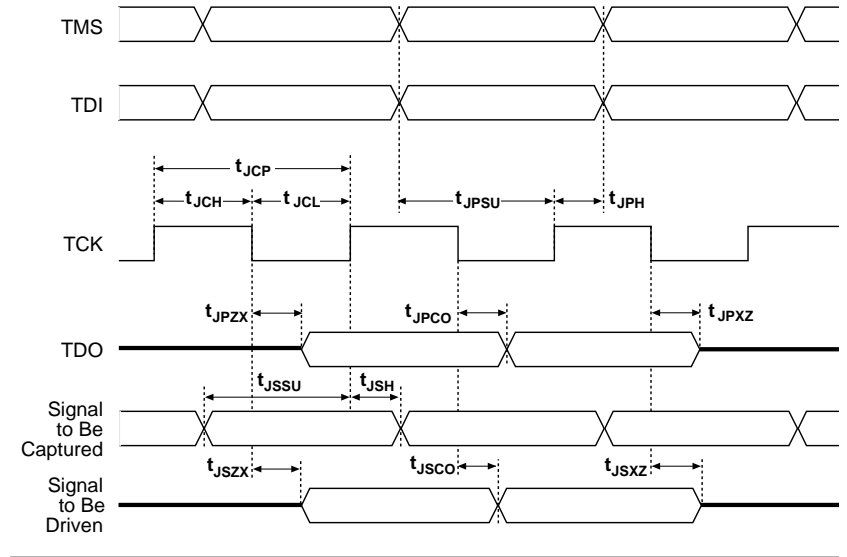 TMS
TDI
tJCP
tJCH
tJCL
tJPSU
tJPH
TCK
tJPZX
tJPCO
tJPXZ
TDO
tJSSU
tJSH
Signal
to Be
Captured
tJSZX
tJSCO
tJSXZ
Signal
to Be
Driven